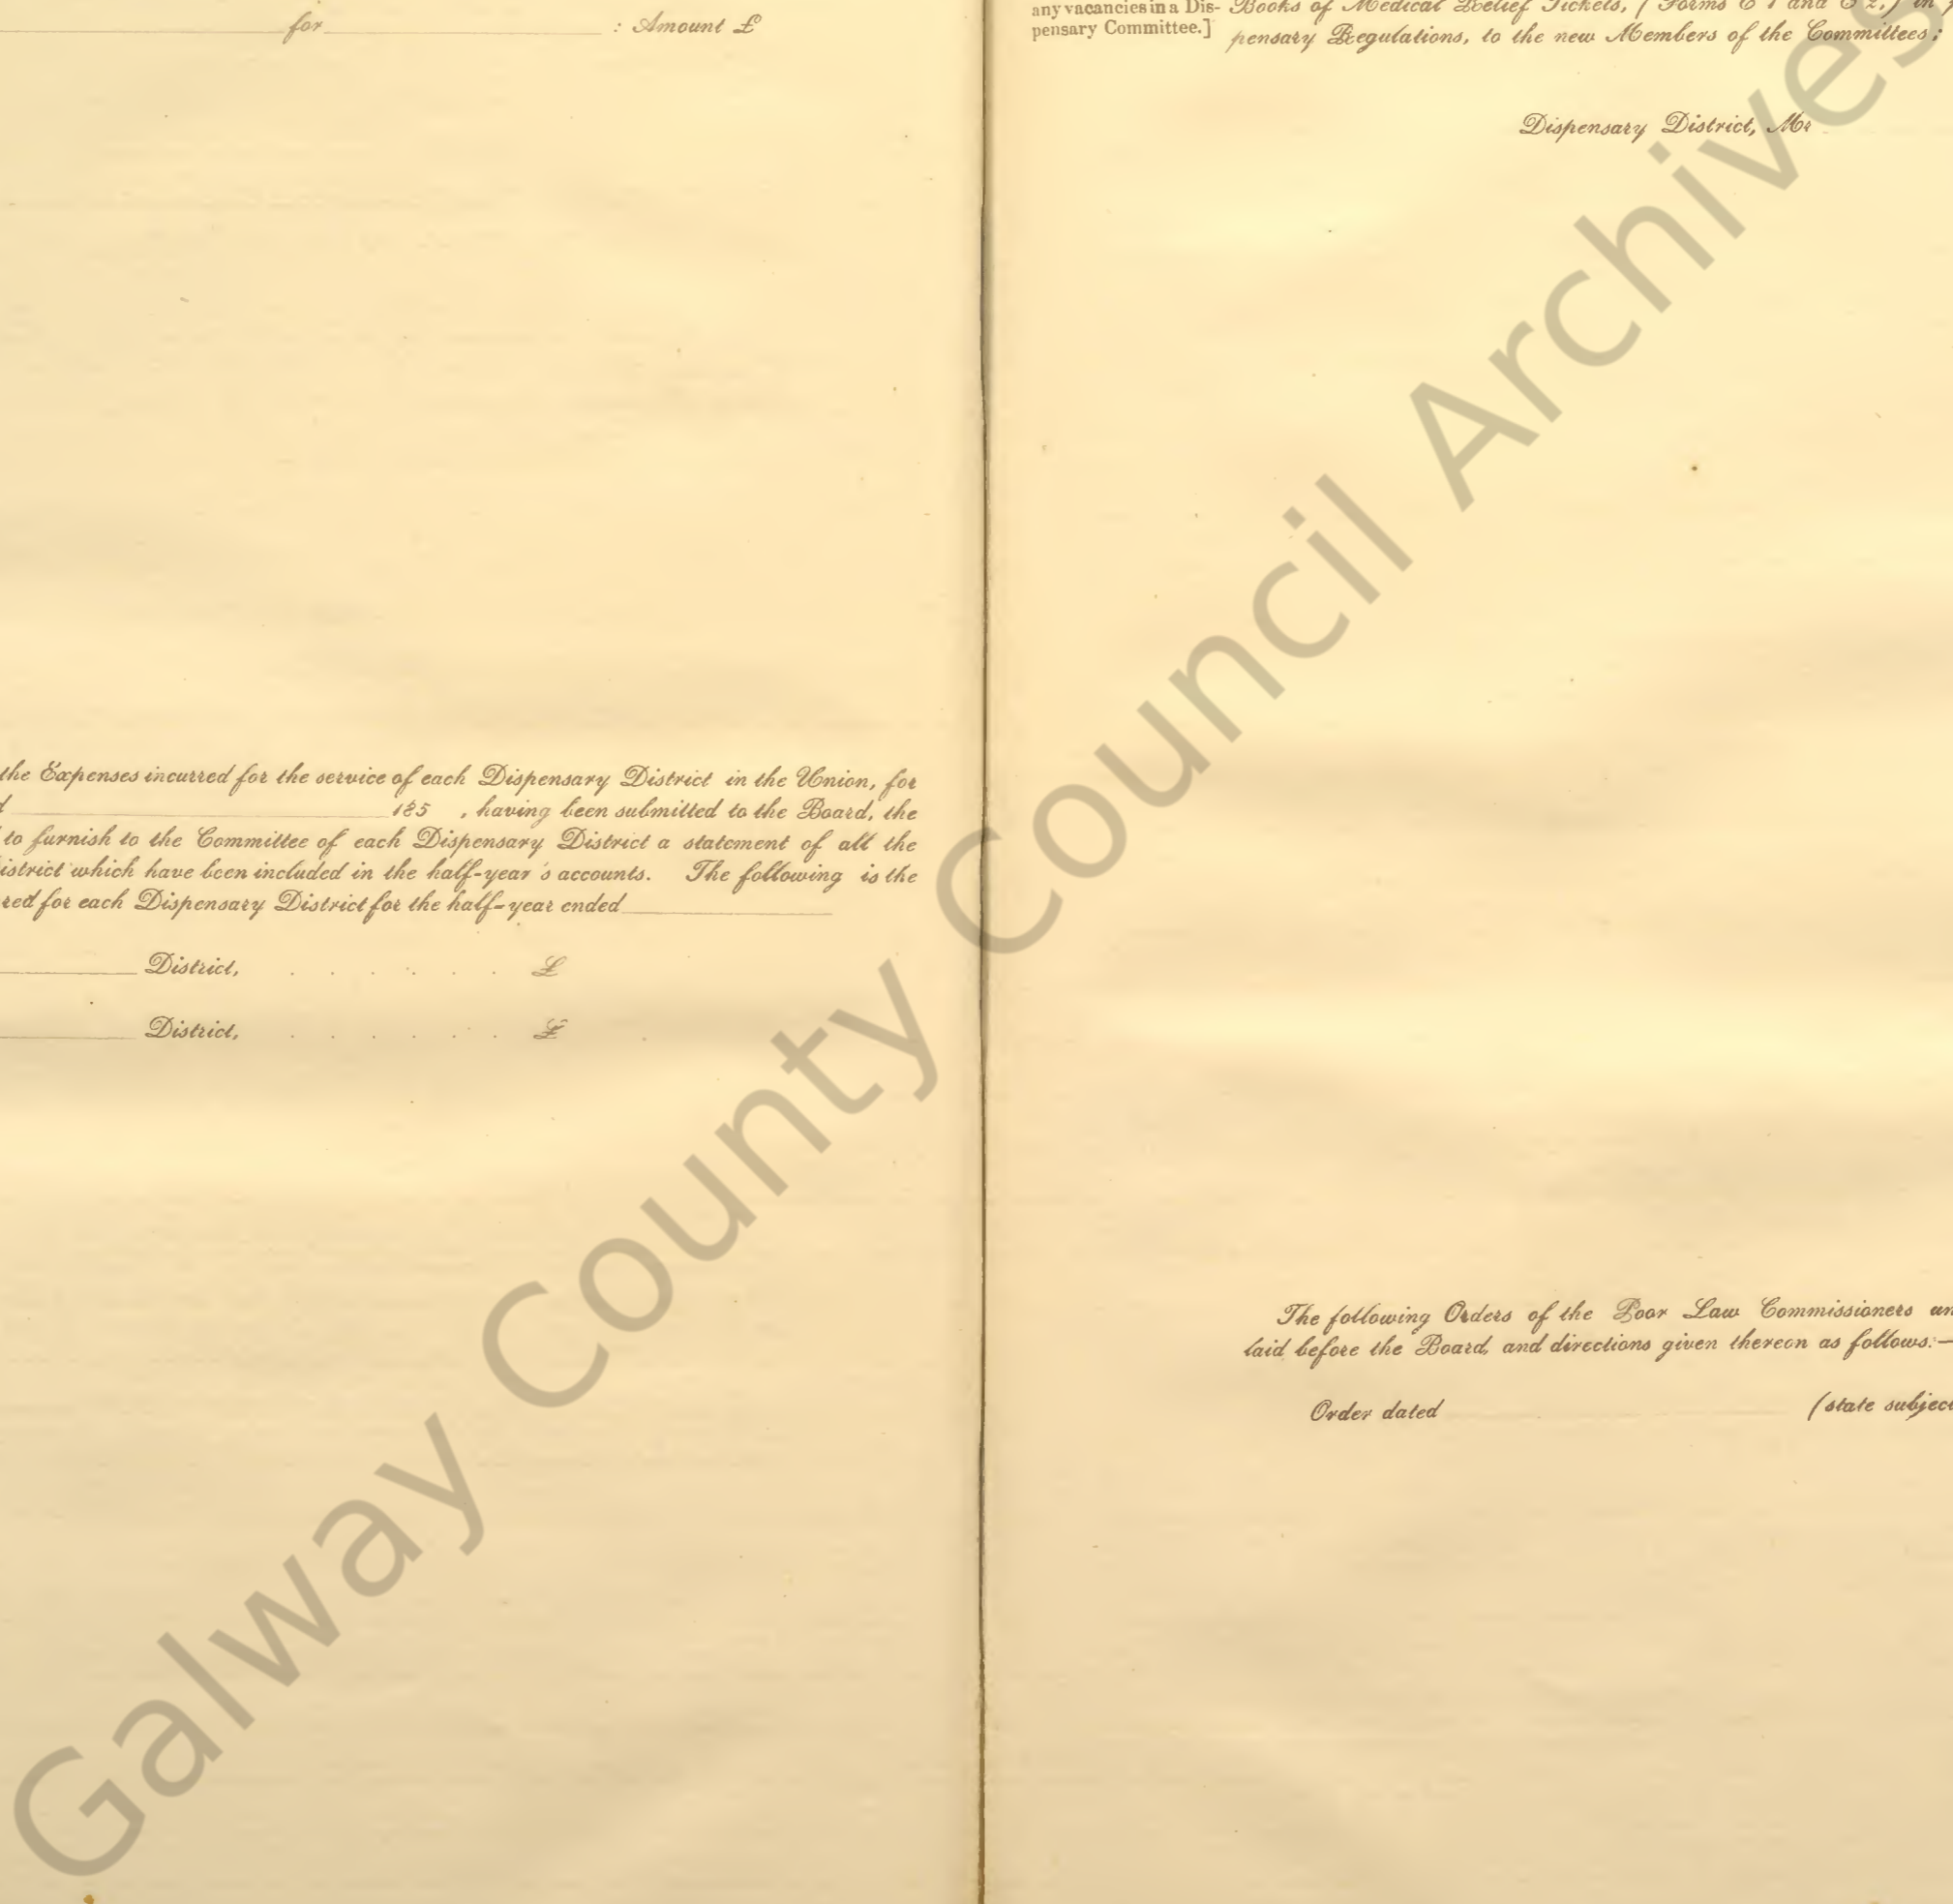 for : Amount £
the Expenses incurred for the service of each Dispensary District in the Union, for
185 , having been submitted to the Board, the
to furnish to the Committee of each Dispensary District a statement of all the
istrict which have been included in the half-year's accounts. The following is the
red for each Dispensary District for the half-year ended
District, . . . . . . £
District, . . . . . . £
any vacancies in a Dis-
pensary Committee.]
Books of Medical Relief Tickets, (Forms C 1 and C 2,) in
pensary Regulations, to the new Members of the Committees;
Dispensary District, Mr
The following Orders of the Poor Law Commissioners
laid before the Board, and directions given thereon as follows:—
Order dated (state subject
Galway County Council Archives